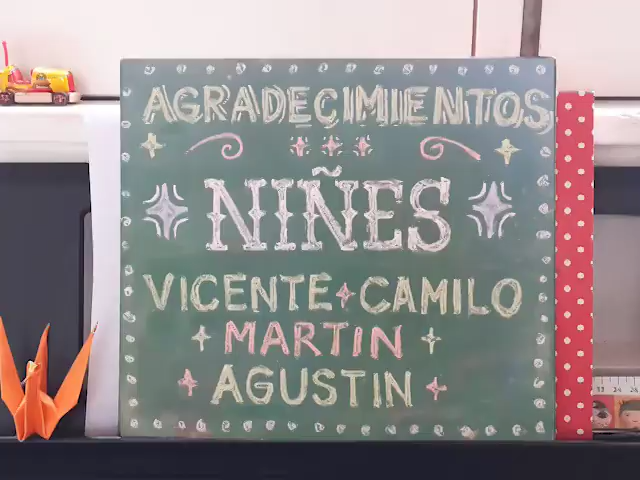 AGRADECIMIENTOS
NIÑES
VICENTE CAMILO
MARTIN
AGUSTIN